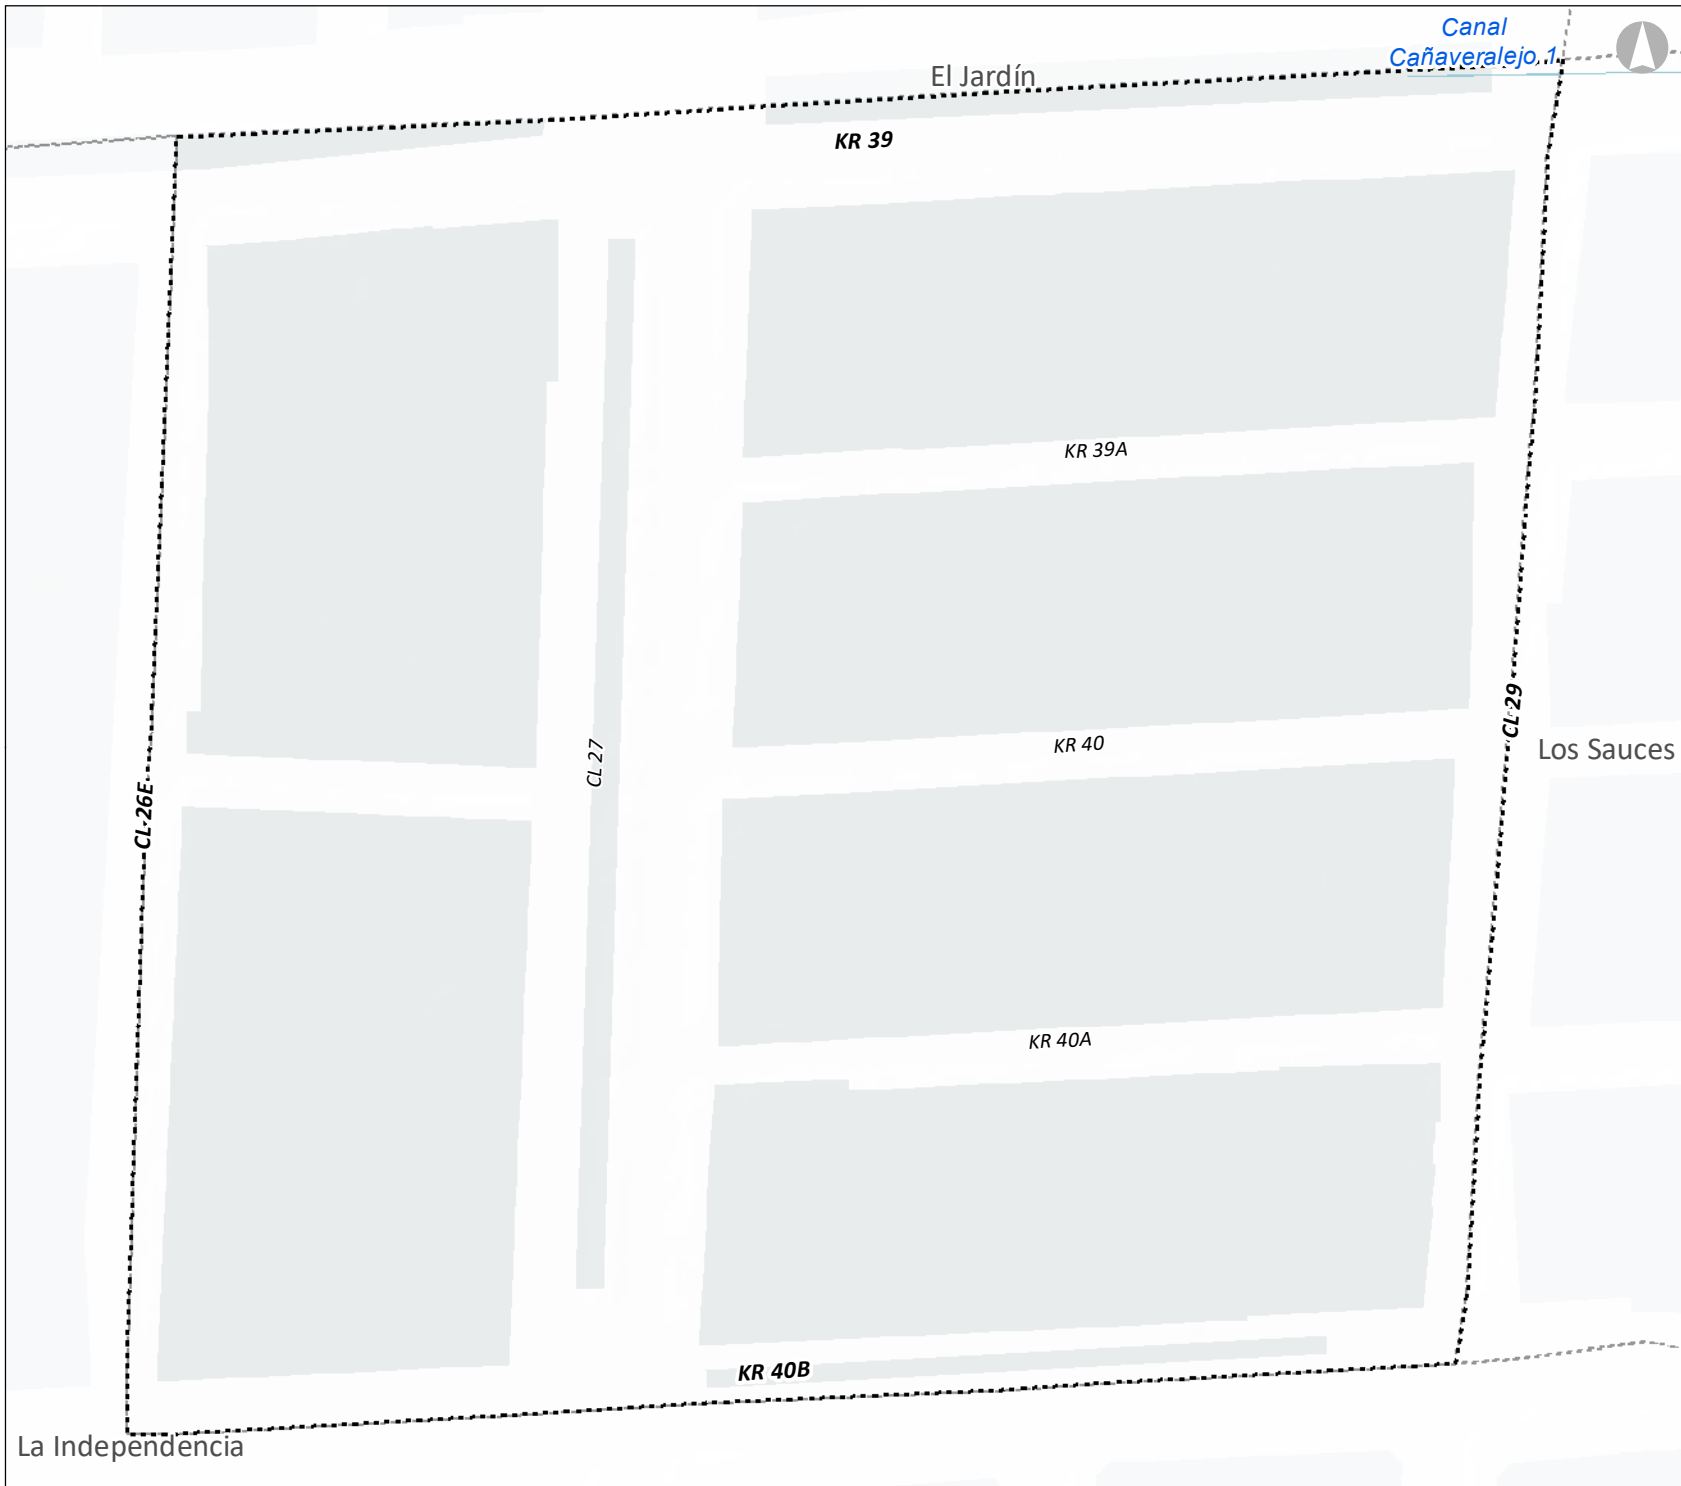 Canal
Cañaveralejo 1
El Jardín
KR 39
KR 39A
CL 29
KR 40
Los Sauces
CL 27
CL 26E
KR 40A
KR 40B
La Independencia